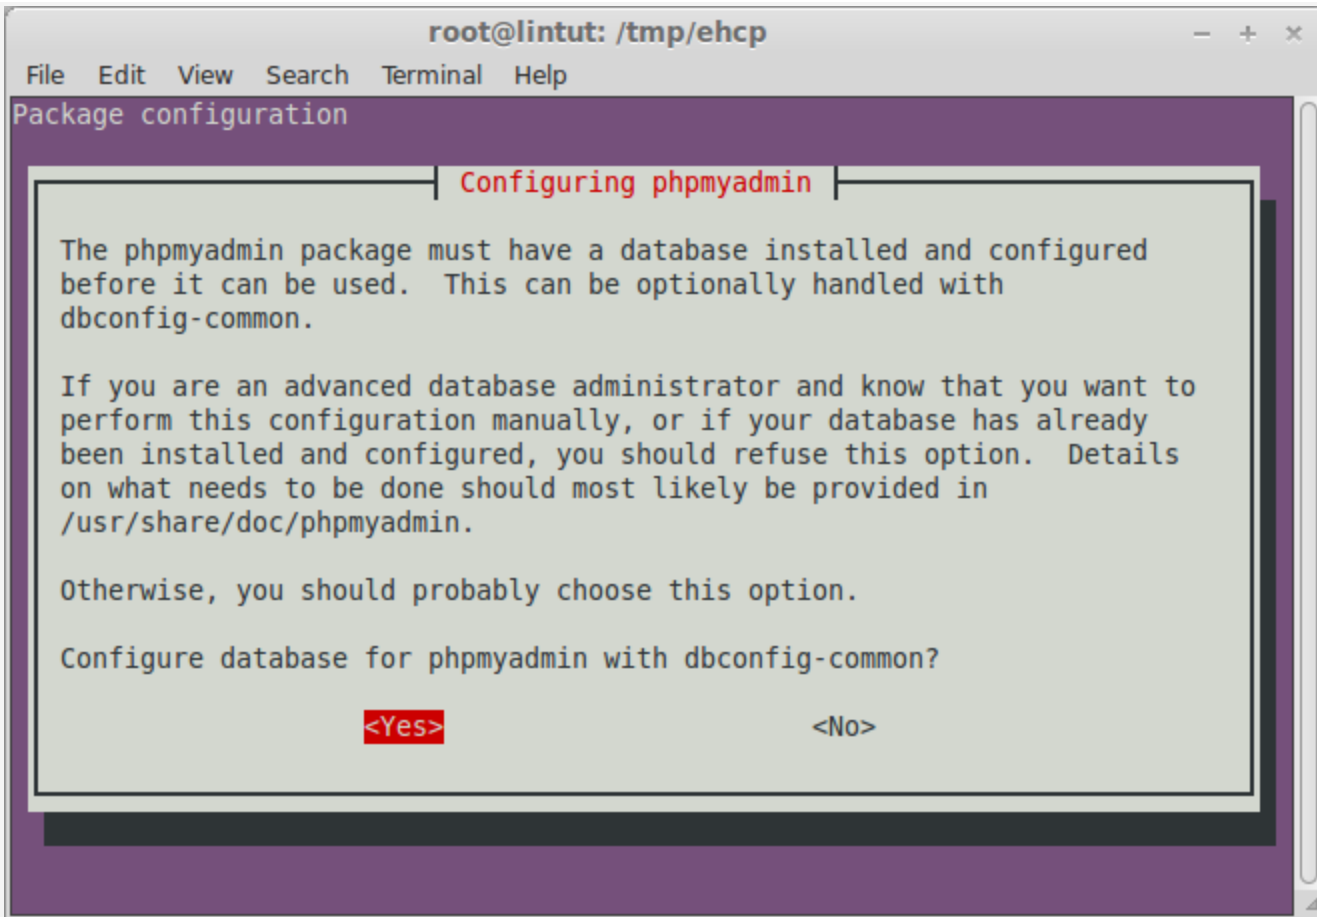 root@lintut: /tmp/ehcp
File Edit View Search Terminal Help
Package configuration
Configuring phpmyadmin
The phpmyadmin package must have a database installed and configured
before it can be used.  This can be optionally handled with
dbconfig-common.
If you are an advanced database administrator and know that you want to
perform this configuration manually, or if your database has already
been installed and configured, you should refuse this option.  Details
on what needs to be done should most likely be provided in
/usr/share/doc/phpmyadmin.
Otherwise, you should probably choose this option.
Configure database for phpmyadmin with dbconfig-common?
<Yes> <No>